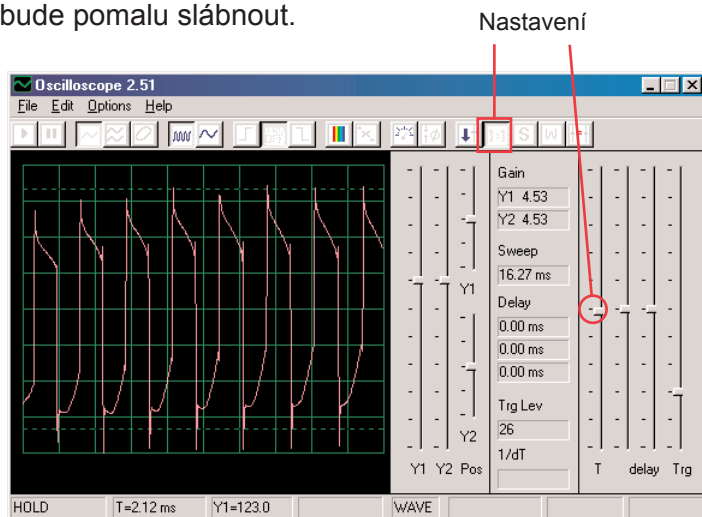 bude pomalu slábnout.
Nastavení
Oscilloscope 2.51
File Edit Options Help
1:1 S W
Gain
Y1 4.53
Y2 4.53
Sweep
16.27 ms
Y1
Delay
0.00 ms
0.00 ms
0.00 ms
Trg Lev
26
Y2
1/dT
Y1 Y2 Pos
T delay Trg
HOLD T=2.12 ms Y1=123.0 WAVE